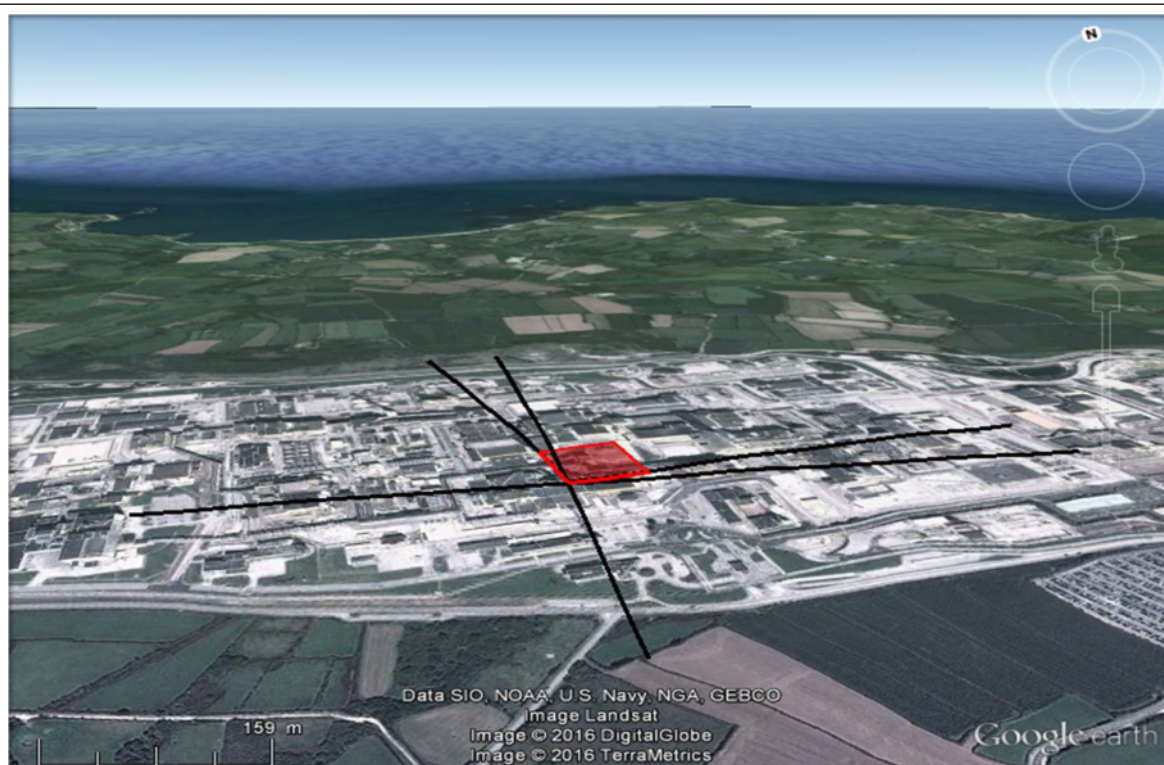 N
Data SIO, NOAA, U.S. Navy, NGA, GEBCO
Image Landsat
159 m
Image © 2016 DigitalGlobe
Image © 2016 TerraMetrics
Google earth